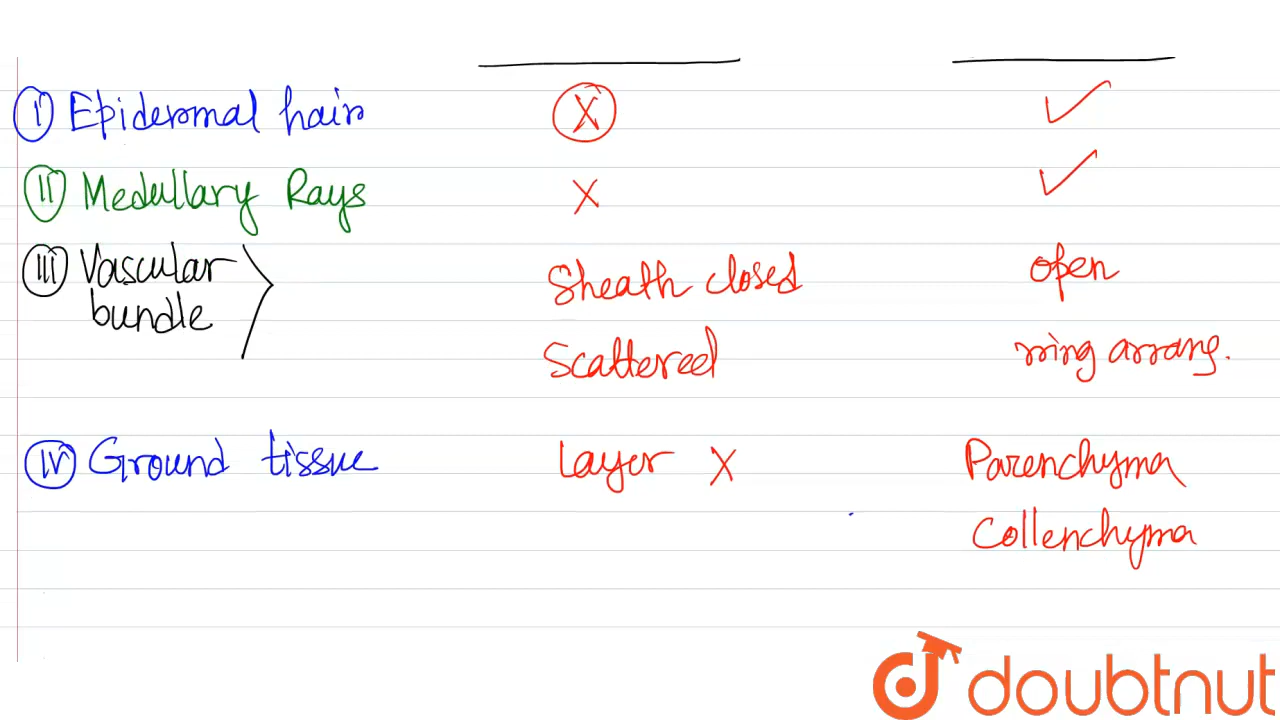 (i) Epidermal hair X ✓
(ii) Medullary Rays X ✓
(iii) Vascular Sheath closed open
bundle
Scattered ring arrang.
(iv) Ground tissue Layer X Parenchyma
Collenchyma
doubtnut